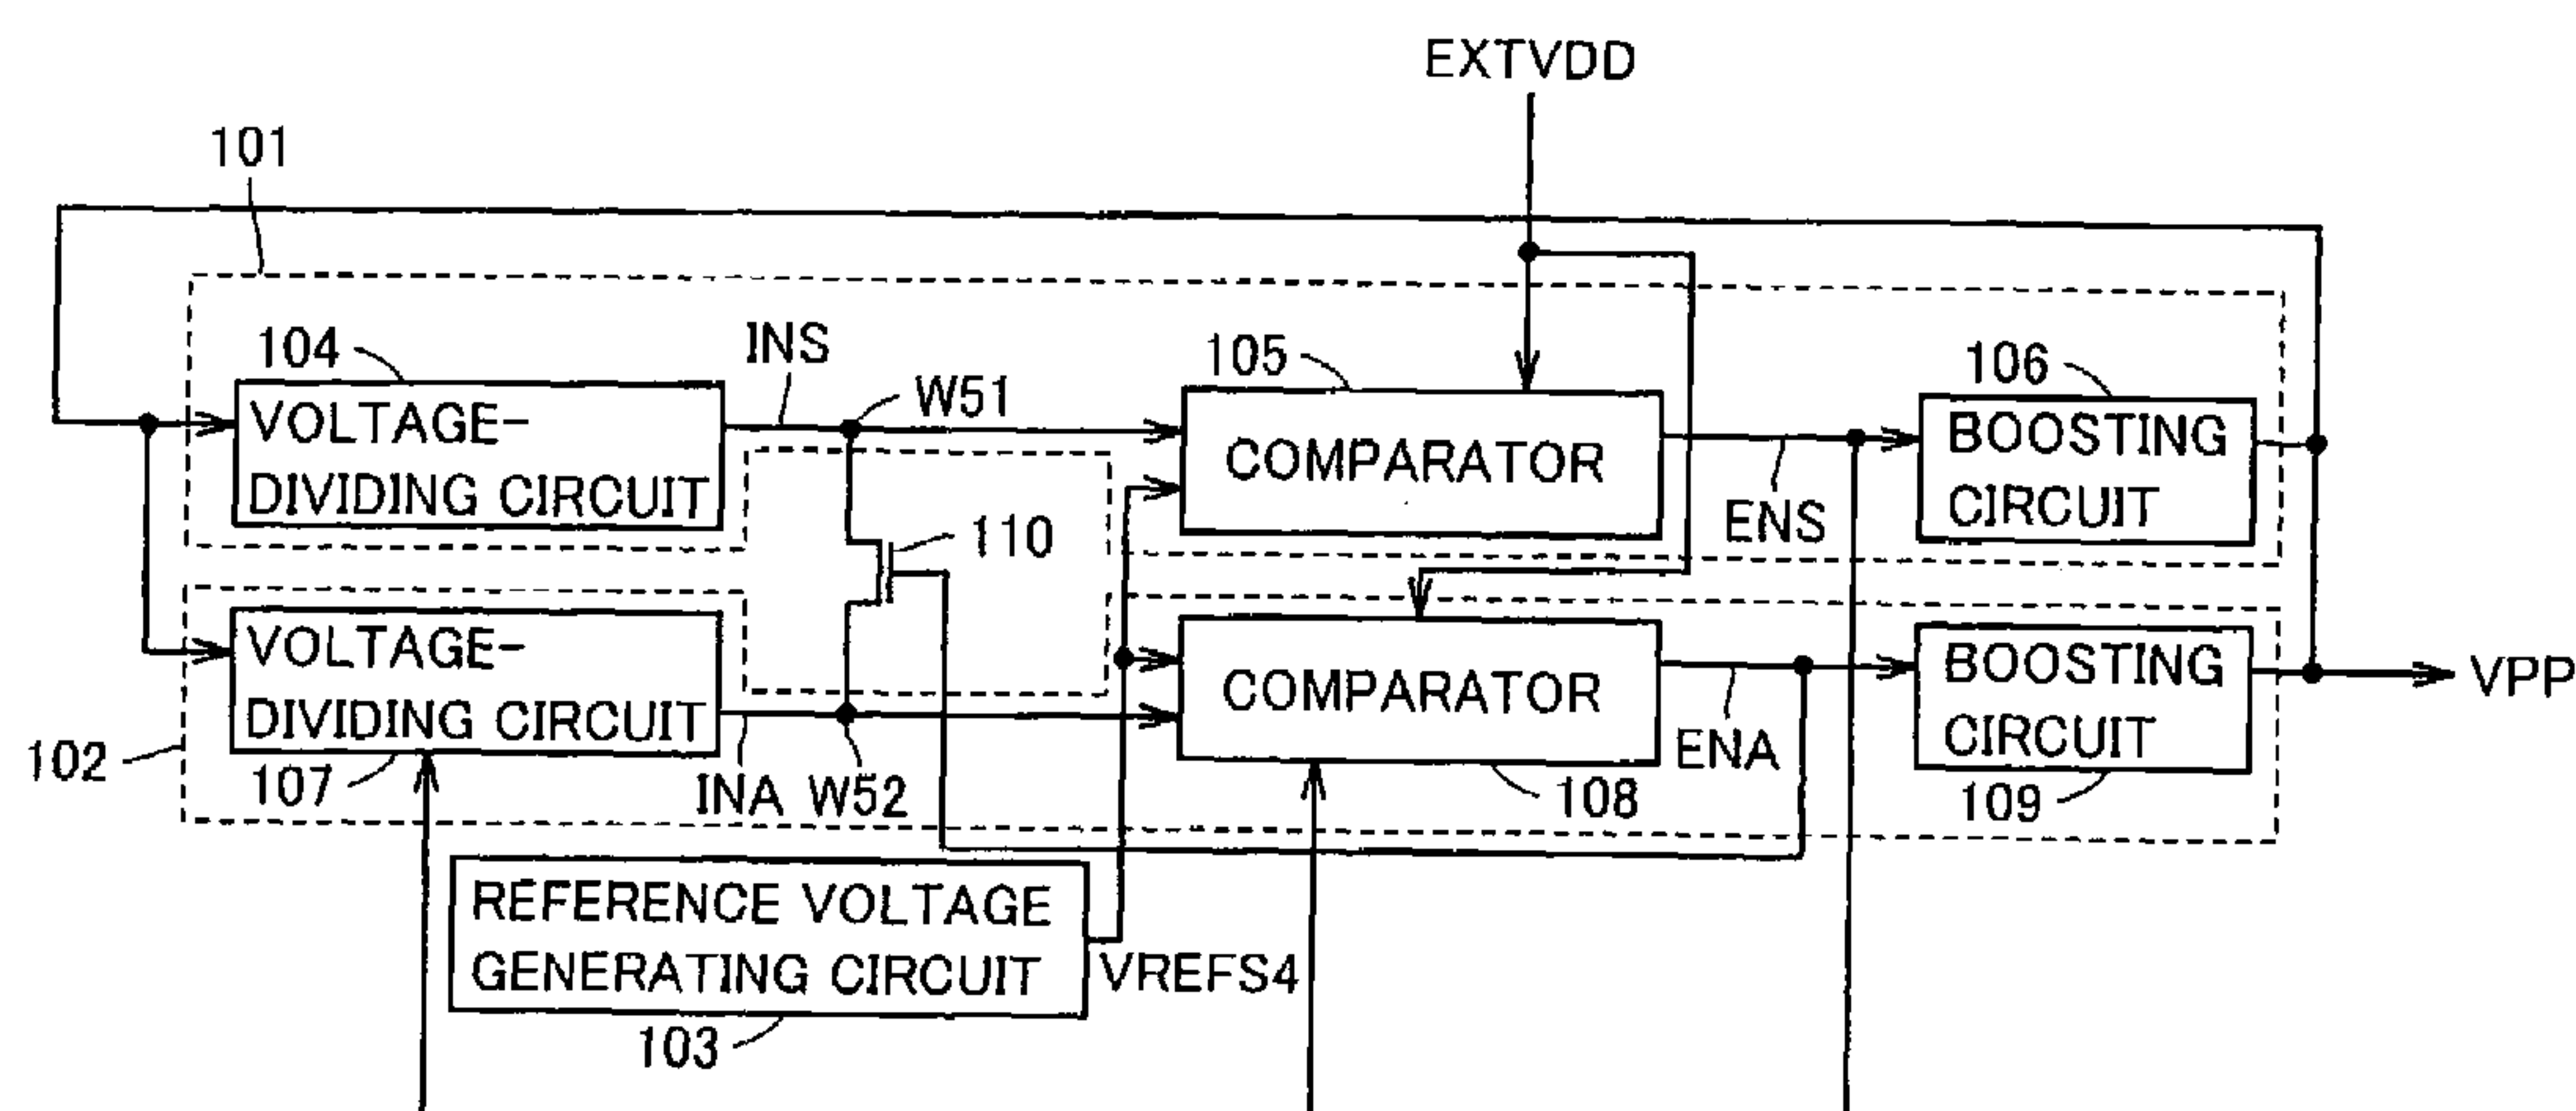 EXTVDD
101
104
INS
W51
105
106
VOLTAGE-
DIVIDING CIRCUIT
COMPARATOR
ENS
BOOSTING
CIRCUIT
110
VOLTAGE-
DIVIDING CIRCUIT
COMPARATOR
ENA
BOOSTING
CIRCUIT
VPP
102
107
INA
W52
108
109
REFERENCE VOLTAGE
GENERATING CIRCUIT
VREFS4
103